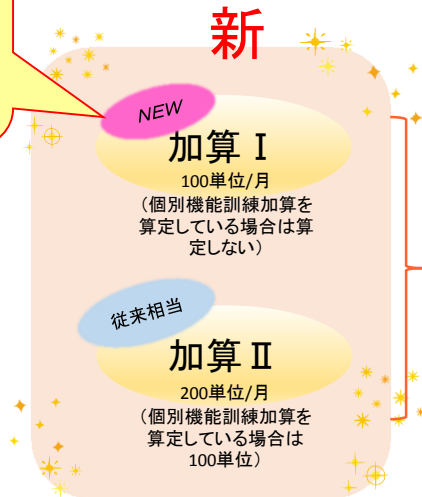 新
NEW
加算Ⅰ
100単位/月
（個別機能訓練加算を
算定している場合は算
定しない）
従来相当
加算Ⅱ
200単位/月
（個別機能訓練加算を
算定している場合は
100単位）